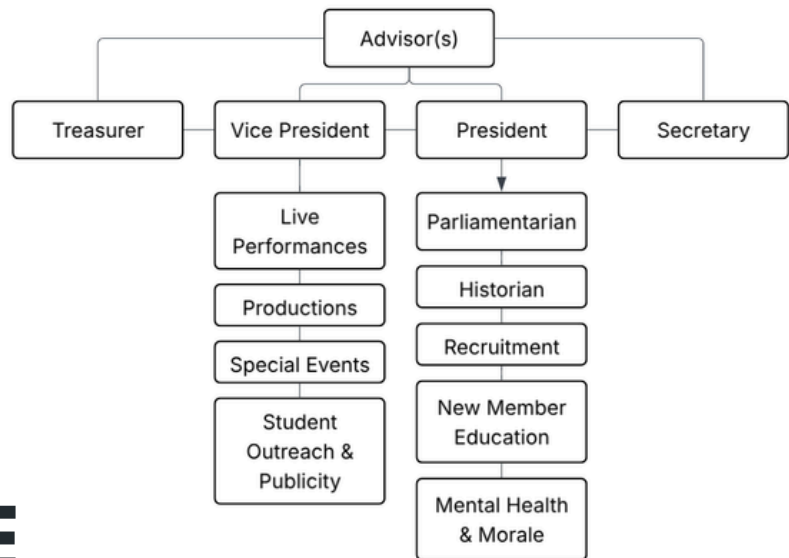 Advisor(s)
Treasurer
Vice President
President
Secretary
Live
Performances
Productions
Special Events
Student
Outreach &
Publicity
Parliamentarian
Historian
Recruitment
New Member
Education
Mental Health
& Morale